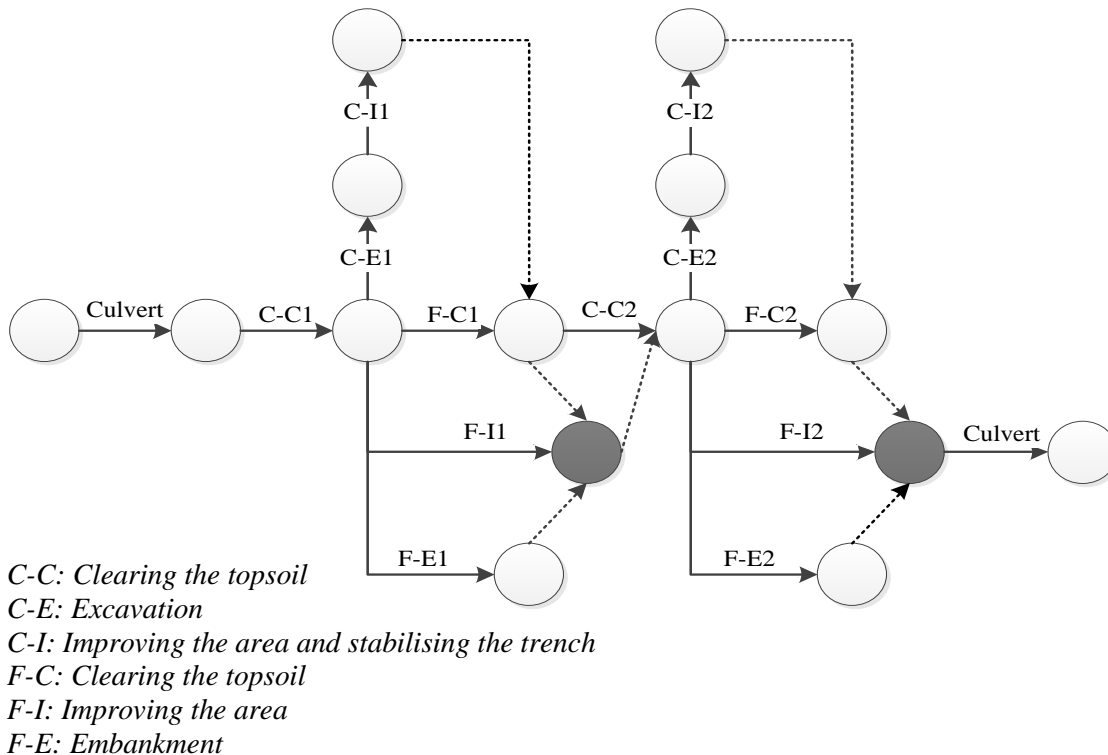 C-I1
C-I2
C-E1
C-E2
Culvert
C-C1
F-C1
C-C2
F-C2
F-I1
F-I2
Culvert
F-E1
F-E2
C-C: Clearing the topsoil
C-E: Excavation
C-I: Improving the area and stabilising the trench
F-C: Clearing the topsoil
F-I: Improving the area
F-E: Embankment